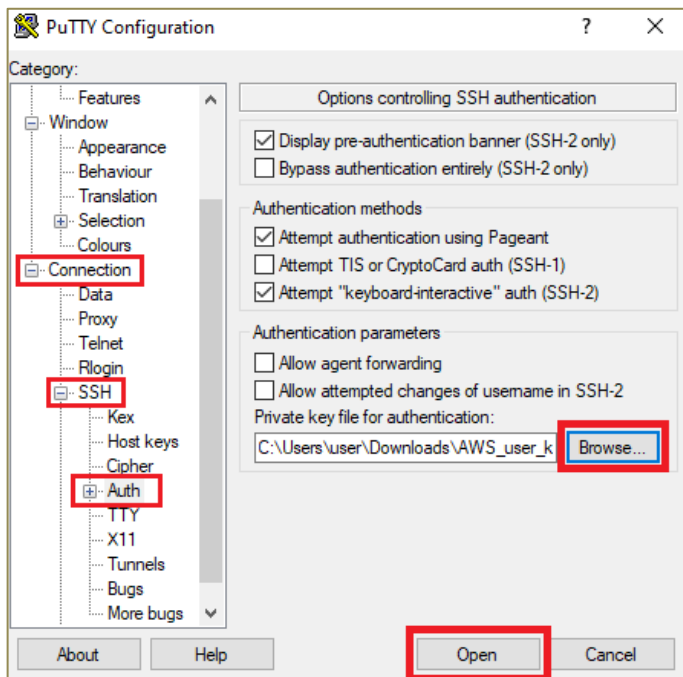 PuTTY Configuration
?
Category:
Features
Window
Appearance
Behaviour
Translation
Selection
Colours
Connection
Data
Proxy
Telnet
Rlogin
SSH
Kex
Host keys
Cipher
Auth
TTY
X11
Tunnels
Bugs
More bugs
Options controlling SSH authentication
Display pre-authentication banner (SSH-2 only)
Bypass authentication entirely (SSH-2 only)
Authentication methods
Attempt authentication using Pageant
Attempt TIS or CryptoCard auth (SSH-1)
Attempt "keyboard-interactive" auth (SSH-2)
Authentication parameters
Allow agent forwarding
Allow attempted changes of username in SSH-2
Private key file for authentication:
C:\Users\user\Downloads\AWS_user_k
Browse...
About
Help
Open
Cancel